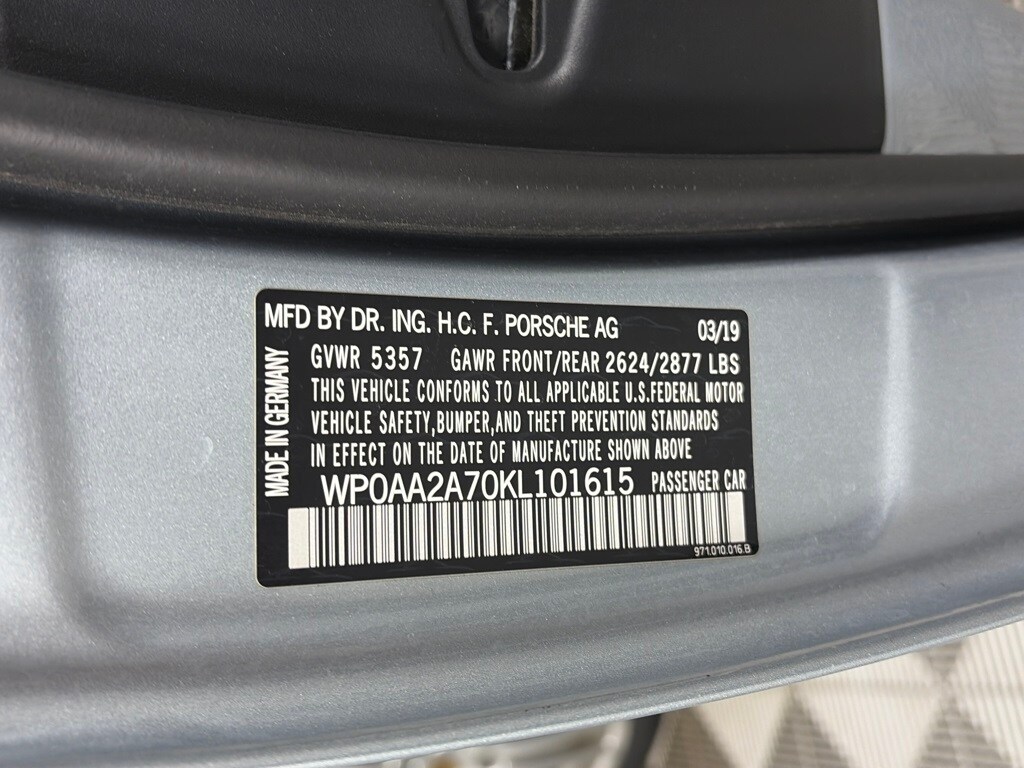 MFD BY DR. ING. H.C. F. PORSCHE AG 03/19
GVWR 5357 GAWR FRONT/REAR 2624/2877 LBS
THIS VEHICLE CONFORMS TO ALL APPLICABLE U.S.FEDERAL MOTOR
VEHICLE SAFETY,BUMPER,AND THEFT PREVENTION STANDARDS
IN EFFECT ON THE DATE OF MANUFACTURE SHOWN ABOVE
WP0AA2A70KL101615 PASSENGER CAR
971.010.016.B
MADE IN GERMANY